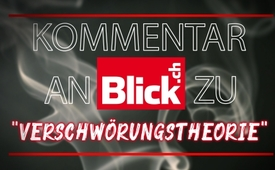 KOMMENTAR
AN Blick.ch ZU
"VERSCHWÖRUNGSTHEORIE"